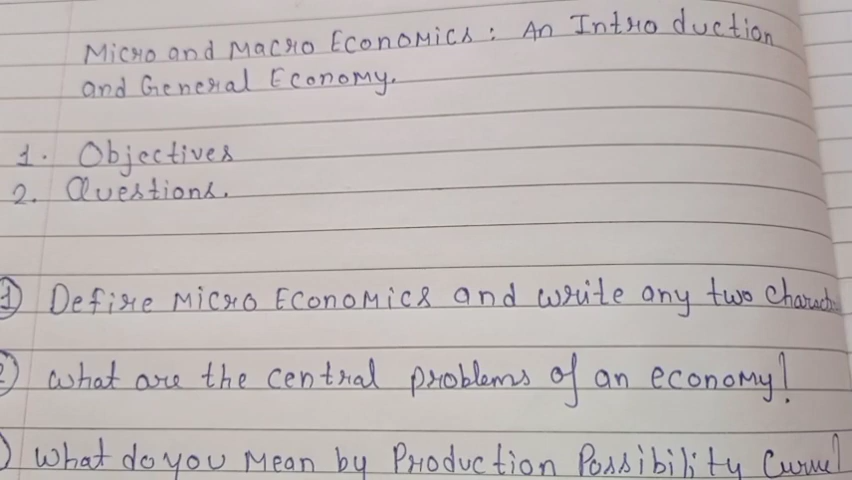 Micro and Macro Economics: An Introduction
and General Economy.
1. Objectives
2. Questions.
1 Define Micro Economics and write any two
2 what are the central problems of an economy!
What do you Mean by Production Possibility Curve!